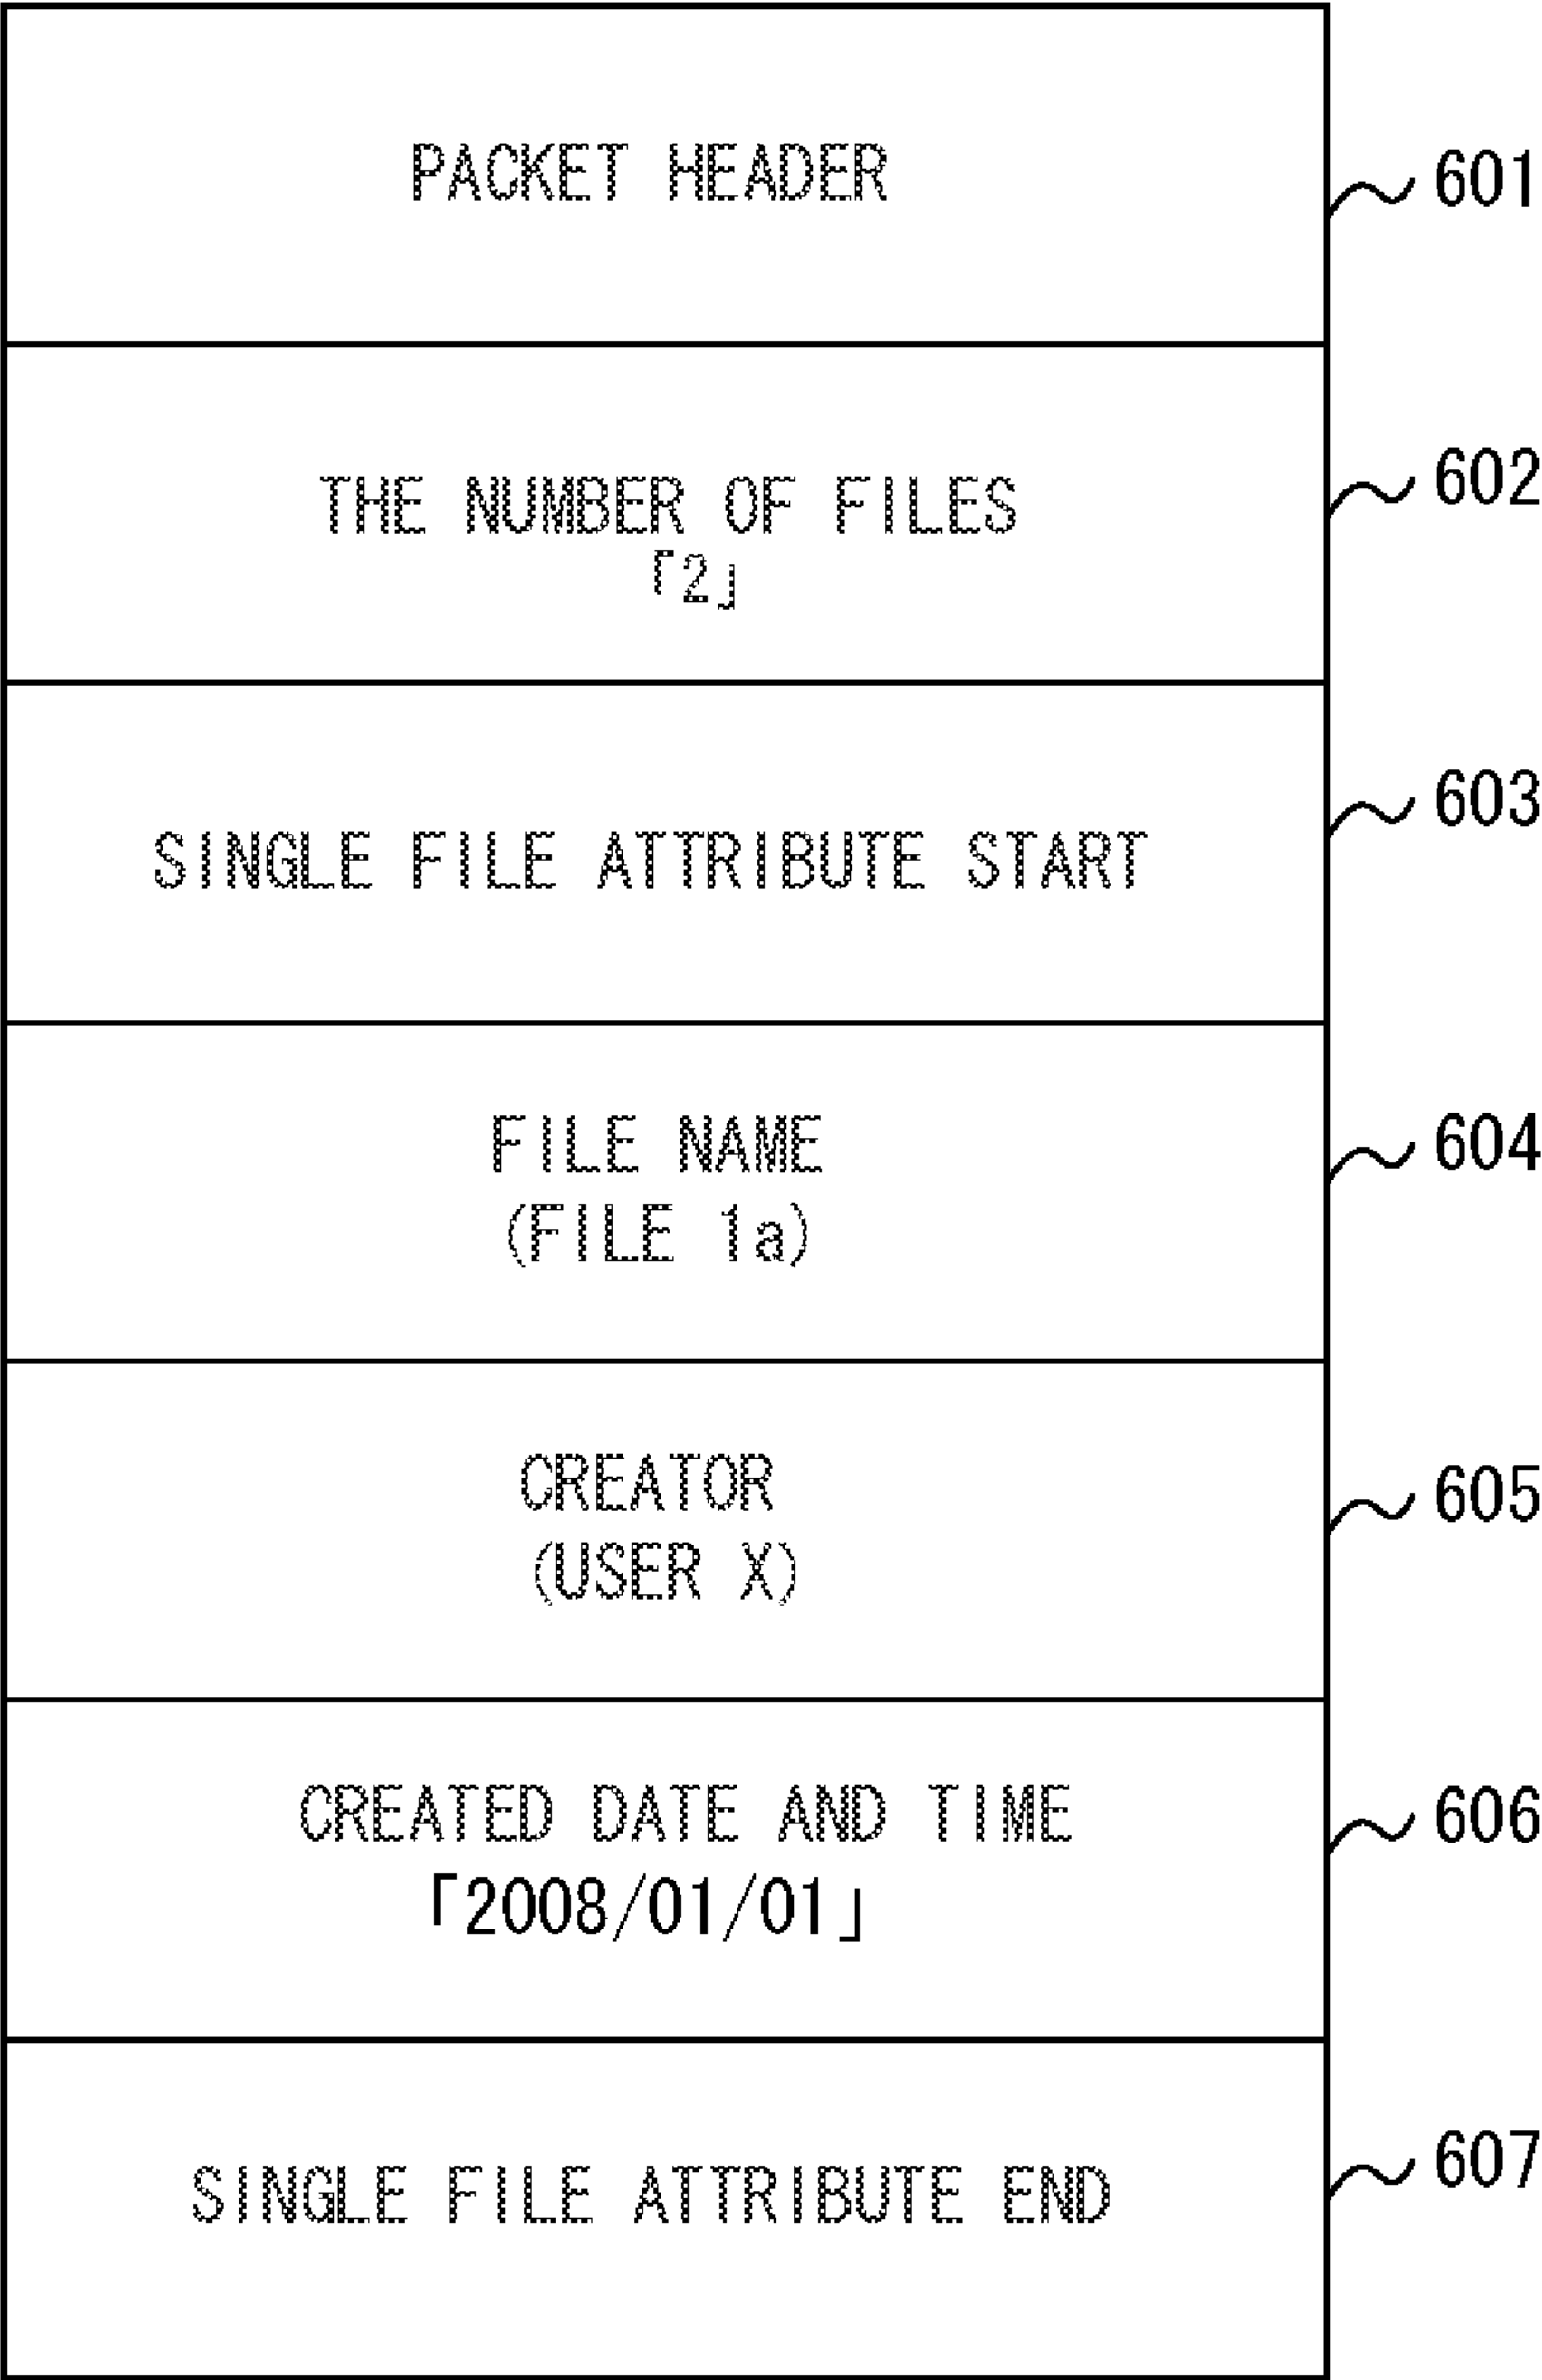 PACKET HEADER
601
THE NUMBER OF FILES
「2」
602
SINGLE FILE ATTRIBUTE START
603
FILE NAME
(FILE 1a)
604
CREATOR
(USER X)
605
CREATED DATE AND TIME
「2008/01/01」
606
SINGLE FILE ATTRIBUTE END
607